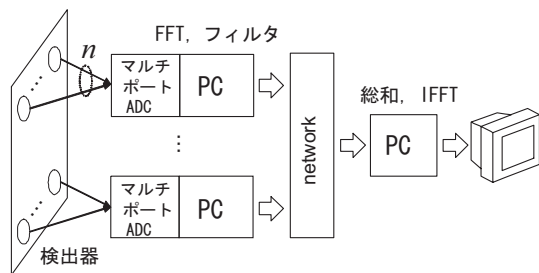 FFT, フィルタ
n
マルチ
ポート
ADC
PC
総和, IFFT
network
PC
マルチ
ポート
ADC
PC
検出器